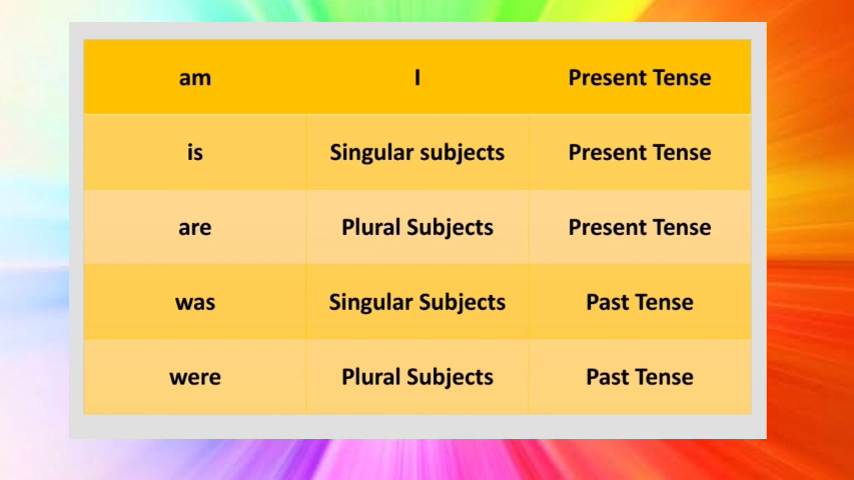 am I Present Tense
is Singular subjects Present Tense
are Plural Subjects Present Tense
was Singular Subjects Past Tense
were Plural Subjects Past Tense